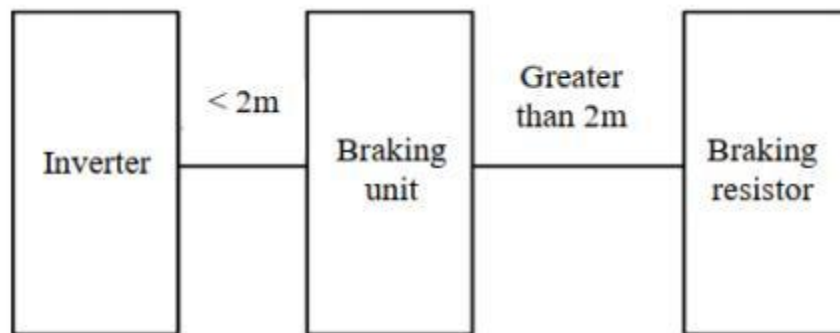 Inverter
< 2m
Braking
unit
Greater
than 2m
Braking
resistor